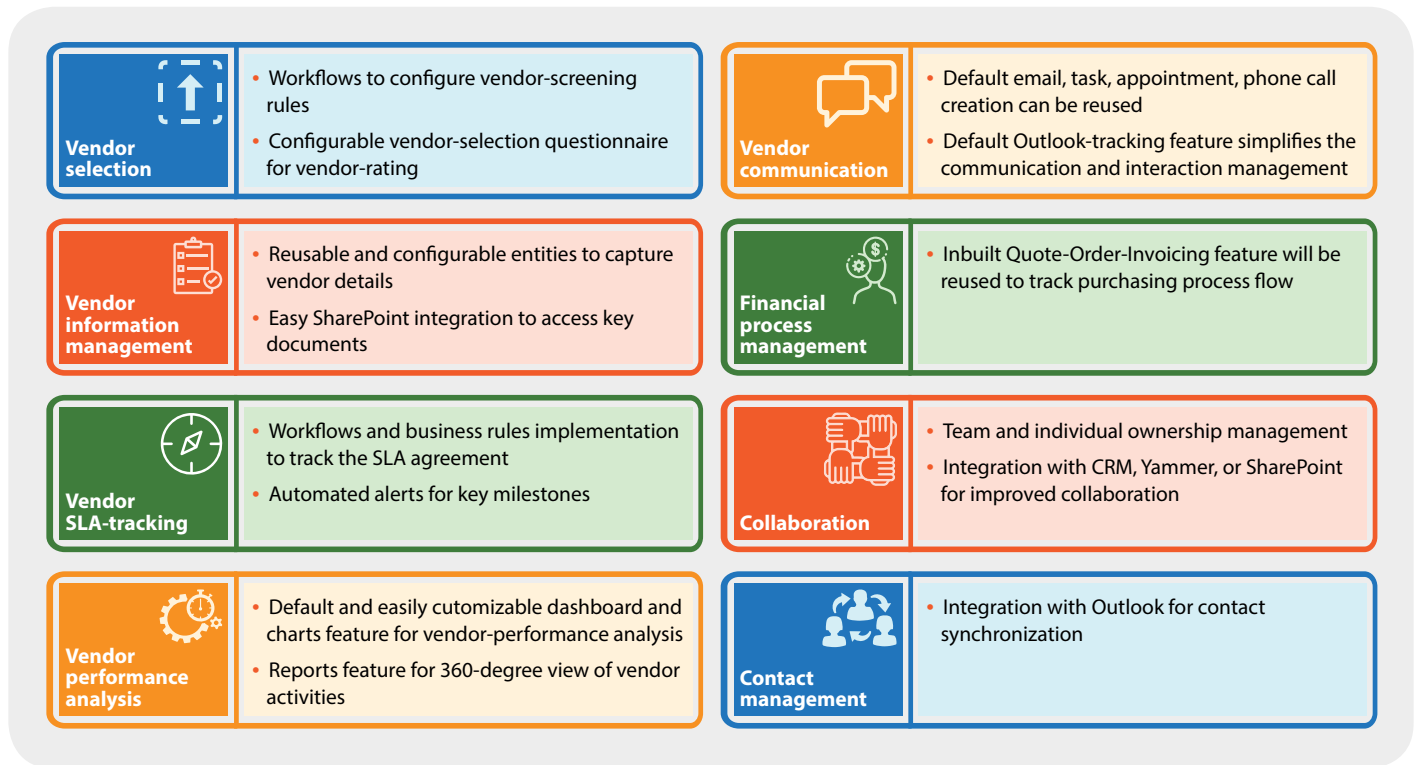 Vendor
selection
• Workflows to configure vendor-screening
rules
• Configurable vendor-selection questionnaire
for vendor-rating
Vendor
communication
• Default email, task, appointment, phone call
creation can be reused
• Default Outlook-tracking feature simplifies the
communication and interaction management
Vendor
information
management
• Reusable and configurable entities to capture
vendor details
• Easy SharePoint integration to access key
documents
$
Financial
process
management
• Inbuilt Quote-Order-Invoicing feature will be
reused to track purchasing process flow
Vendor
SLA-tracking
• Workflows and business rules implementation
to track the SLA agreement
• Automated alerts for key milestones
Collaboration
• Team and individual ownership management
• Integration with CRM, Yammer, or SharePoint
for improved collaboration
Vendor
performance
analysis
• Default and easily cutomizable dashboard and
charts feature for vendor-performance analysis
• Reports feature for 360-degree view of vendor
activities
Contact
management
• Integration with Outlook for contact
synchronization